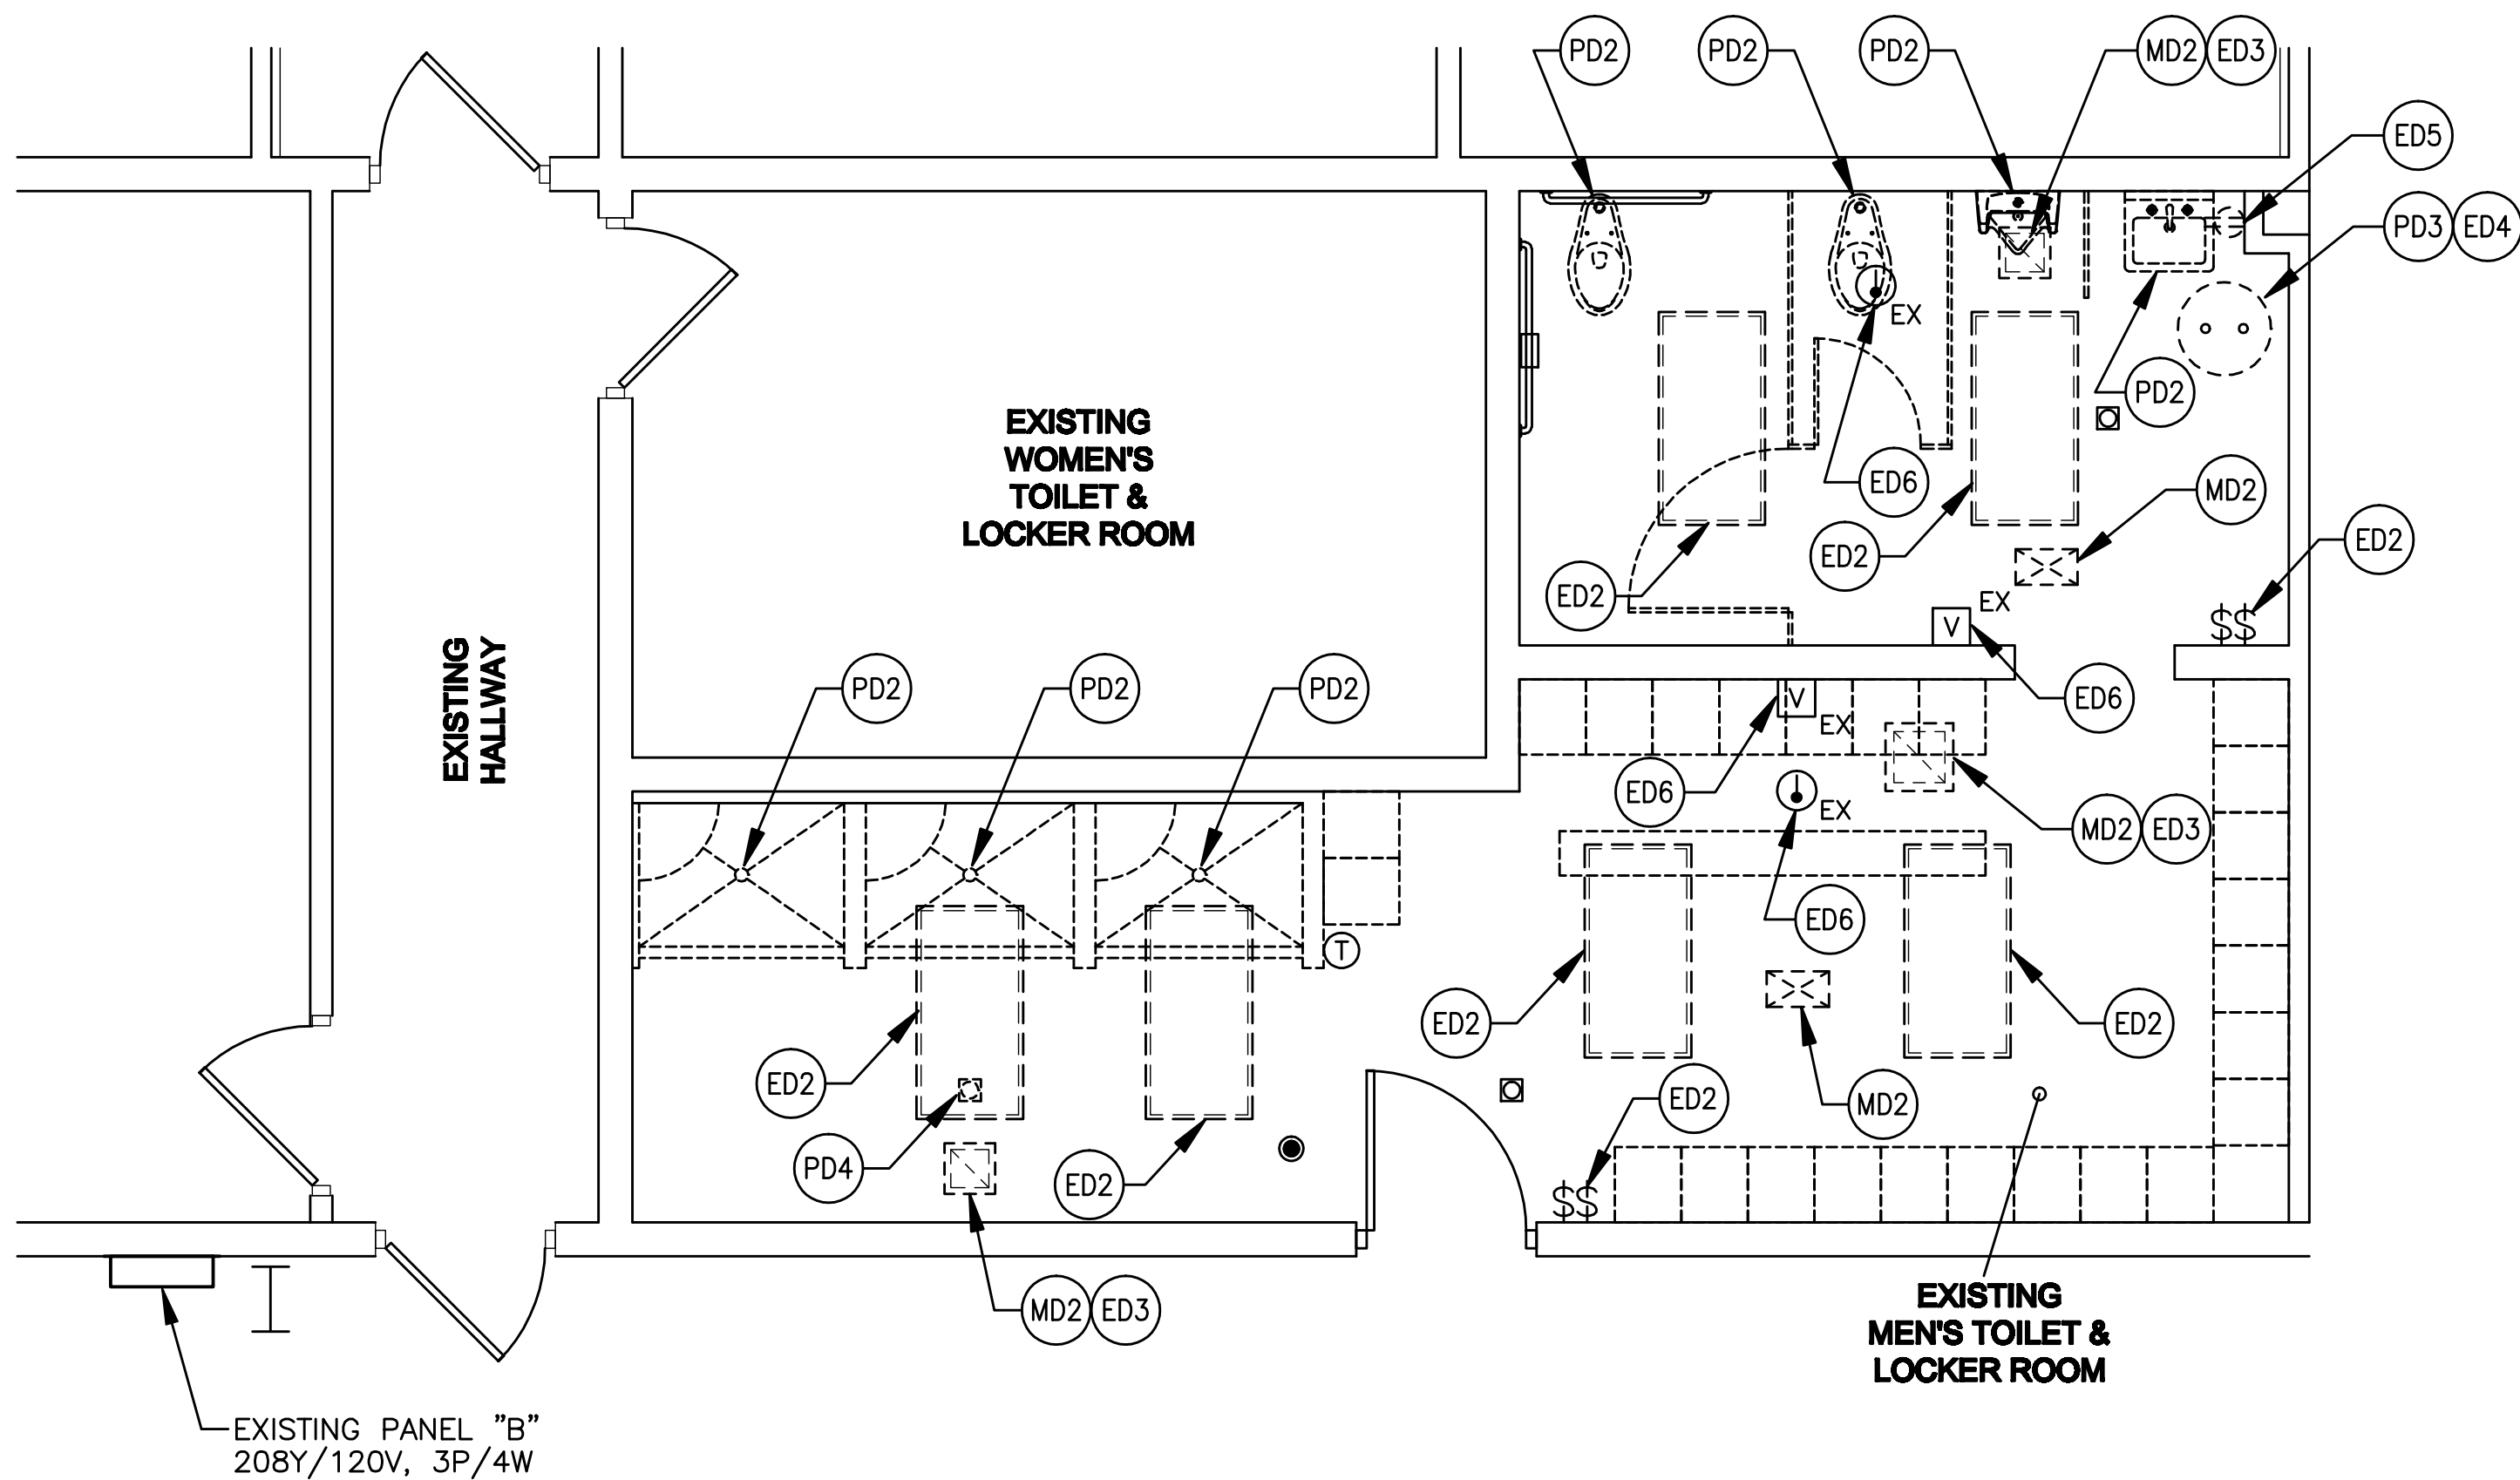 PD2
PD2
PD2
MD2 ED3
ED5
PD3 ED4
EX
PD2
EXISTING
WOMEN'S
TOILET &
LOCKER ROOM
ED6
MD2
ED2
ED2
ED2
EX
$$
V
EXISTING
HALLWAY
PD2
PD2
PD2
V
ED6
EX
ED6
EX
MD2 ED3
ED6
T
ED2
ED2
ED2
ED2
MD2
PD4
ED2
$$
MD2 ED3
EXISTING
MEN'S TOILET &
LOCKER ROOM
EXISTING PANEL "B"
208Y/120V, 3P/4W